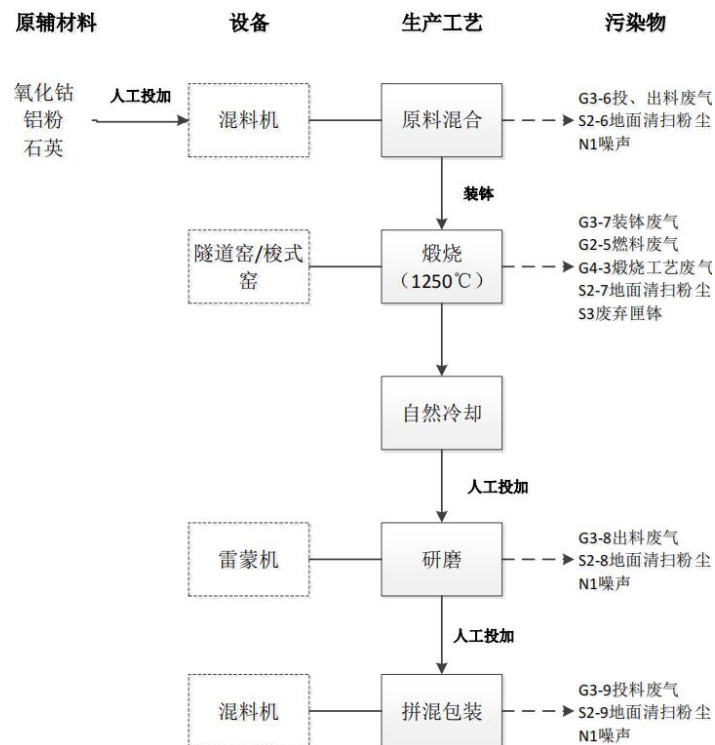 原辅材料 设备 生产工艺 污染物
氧化钴
铝粉
石英
人工投加
混料机
原料混合
G3-6投、出料废气
S2-6地面清扫粉尘
N1噪声
装钵
隧道窑/梭式
窑
煅烧
（1250℃）
G3-7装钵废气
G2-5燃料废气
G4-3煅烧工艺废气
S2-7地面清扫粉尘
S3废弃匣钵
自然冷却
人工投加
雷蒙机
研磨
G3-8出料废气
S2-8地面清扫粉尘
N1噪声
人工投加
混料机
拼混包装
G3-9投料废气
S2-9地面清扫粉尘
N1噪声